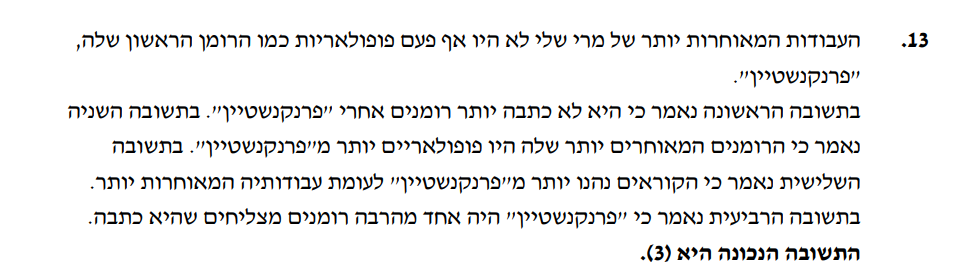 13. העבודות המאוחרות יותר של מרי שלי לא היו אף פעם פופולאריות כמו הרומן הראשון שלה,
"פרנקנשטיין".
בתשובה הראשונה נאמר כי היא לא כתבה יותר רומנים אחרי "פרנקנשטיין". בתשובה השניה
נאמר כי הרומנים המאוחרים יותר שלה היו פופולאריים יותר מ"פרנקנשטיין". בתשובה
השלישית נאמר כי הקוראים נהנו יותר מ"פרנקנשטיין" לעומת עבודותיה המאוחרות יותר.
בתשובה הרביעית נאמר כי "פרנקנשטיין" היה אחד מהרבה רומנים מצליחים שהיא כתבה.
התשובה הנכונה היא (3).